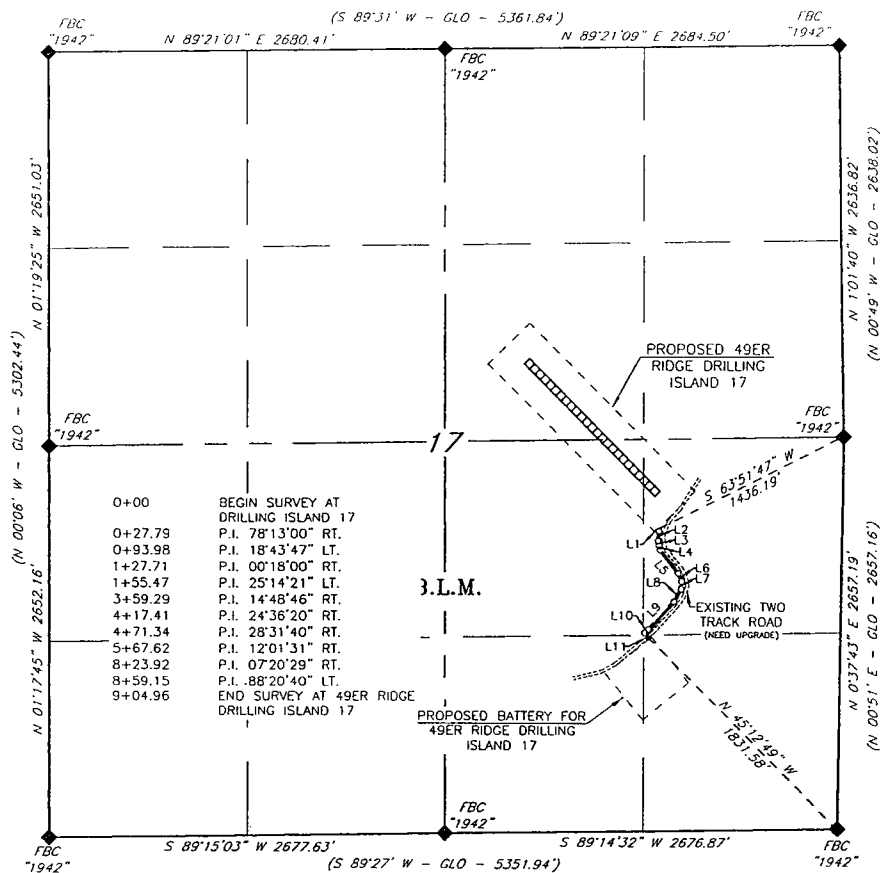 (S 89°31' W - GLO - 5361.84')
FBC
"1942"
N 89°21'01" E 2680.41'
FBC
"1942"
N 89°21'09" E 2684.50'
FBC
"1942"
N 01°19'25" W 2651.03'
N 1°01'40" W 2636.82'
(N 00°49' W - GLO - 2638.02')
(N 00°06' W - GLO - 5302.44')
PROPOSED 49ER
RIDGE DRILLING
ISLAND 17
FBC
"1942"
17
FBC
"1942"
S 63°51'47" W
1436.19'
0+00 BEGIN SURVEY AT
DRILLING ISLAND 17
0+27.79 P.I. 78°13'00" RT.
0+93.98 P.I. 18°43'47" LT.
1+27.71 P.I. 00°18'00" RT.
1+55.47 P.I. 25°14'21" LT.
3+59.29 P.I. 14°48'46" RT.
4+17.41 P.I. 24°36'20" RT.
4+71.34 P.I. 28°31'40" RT.
5+67.62 P.I. 12°01'31" RT.
8+23.92 P.I. 07°20'29" RT.
8+59.15 P.I. 88°20'40" LT.
9+04.96 END SURVEY AT 49ER RIDGE
DRILLING ISLAND 17
L1
L2
L3
L4
L5
L6
L7
L8
L9
L10
L11
B.L.M.
EXISTING TWO
TRACK ROAD
(NEED UPGRADE)
N 01°17'45" W 2652.16'
N 0°37'43" E 2657.19'
(N 00°51' E - GLO - 2657.16')
PROPOSED BATTERY FOR
49ER RIDGE DRILLING
ISLAND 17
N 45°12'49" W
1831.58'
FBC
"1942"
S 89°15'03" W 2677.63'
FBC
"1942"
S 89°14'32" W 2676.87'
FBC
"1942"
(S 89°27' W - GLO - 5351.94')